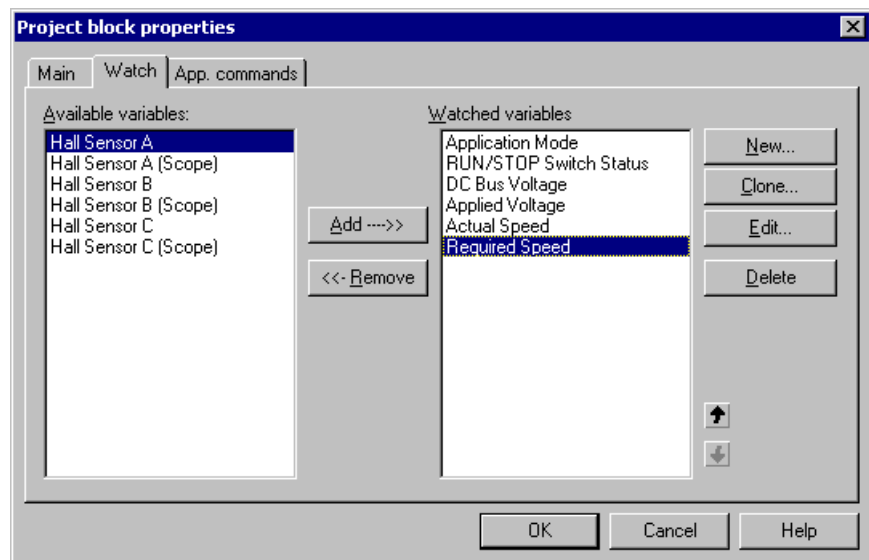 Project block properties
Main
Watch
App. commands
Available variables:
Hall Sensor A
Hall Sensor A (Scope)
Hall Sensor B
Hall Sensor B (Scope)
Hall Sensor C
Hall Sensor C (Scope)
Add ---->>
<<- Remove
Watched variables
Application Mode
RUN/STOP Switch Status
DC Bus Voltage
Applied Voltage
Actual Speed
Required Speed
New...
Clone...
Edit...
Delete
OK
Cancel
Help